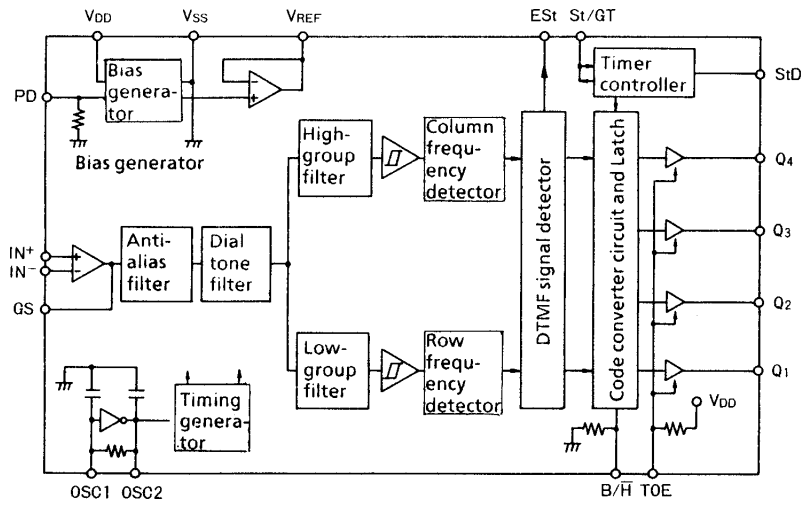 VDD
VSS
VREF
ESt
St/GT
PD
Bias
genera-
tor
Bias generator
+
−
Timer
controller
StD
High-
group
filter
Column
frequ-
ency
detector
DTMF signal detector
Code converter circuit and Latch
Q4
Q3
Q2
Q1
IN+
IN−
GS
+
−
Anti-
alias
filter
Dial
tone
filter
Low-
group
filter
Row
frequ-
ency
detector
Timing
genera-
tor
VDD
OSC1
OSC2
B/H̅
TOE